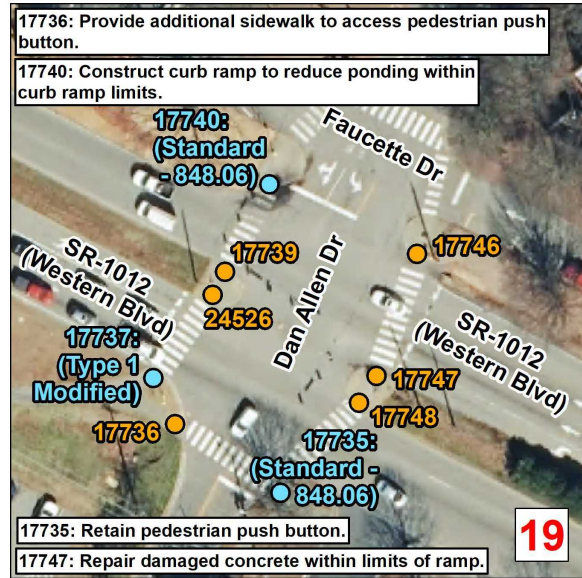 17736: Provide additional sidewalk to access pedestrian push
button.
17740: Construct curb ramp to reduce ponding within
curb ramp limits.
17740:
(Standard
- 848.06)
Faucette Dr
17739
17746
SR-1012
(Western Blvd)
24526
Dan Allen Dr
SR-1012
(Western Blvd)
17737:
(Type 1
Modified)
17747
17748
17736
17735:
(Standard -
848.06)
17735: Retain pedestrian push button.
17747: Repair damaged concrete within limits of ramp.
19